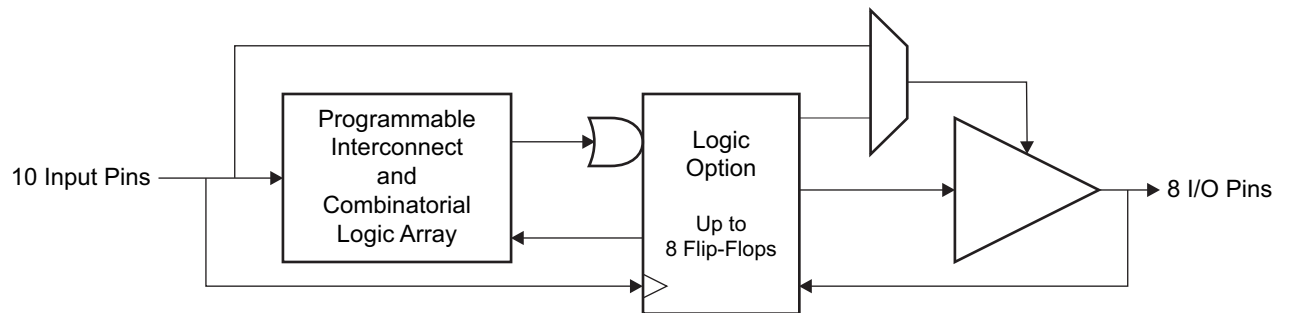 10 Input Pins
Programmable
Interconnect
and
Combinatorial
Logic Array
Logic
Option
Up to
8 Flip-Flops
8 I/O Pins